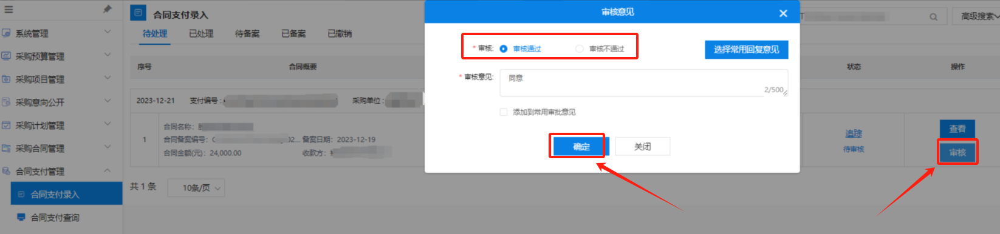 系统管理
采购预算管理
采购项目管理
采购意向公开
采购计划管理
采购合同管理
合同支付管理
合同支付录入
合同支付查询
合同支付录入
待处理 已处理 待备案 已备案 已撤销
高级搜索
序号 合同概要 状态 操作
2023-12-21 支付编号: 采购单位:
1
合同名称:
合同备案编号: 02... 备案日期: 2023-12-19
合同金额(元): 24,000.00 收款方:
追踪
待审核
查看
审核
共 1 条 10条/页
审核意见
* 审核: 审核通过 审核不通过 选择常用回复意见
* 审核意见: 同意
2/500
添加到常用审批意见
确定 关闭